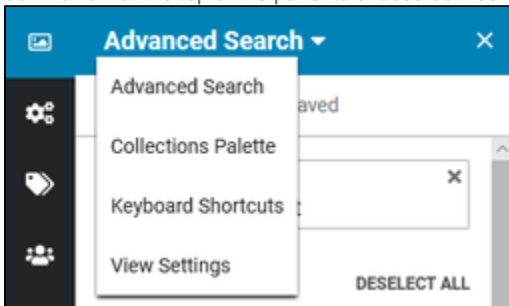 Advanced Search
Advanced Search
aved
Collections Palette
Keyboard Shortcuts
View Settings
DESELECT ALL